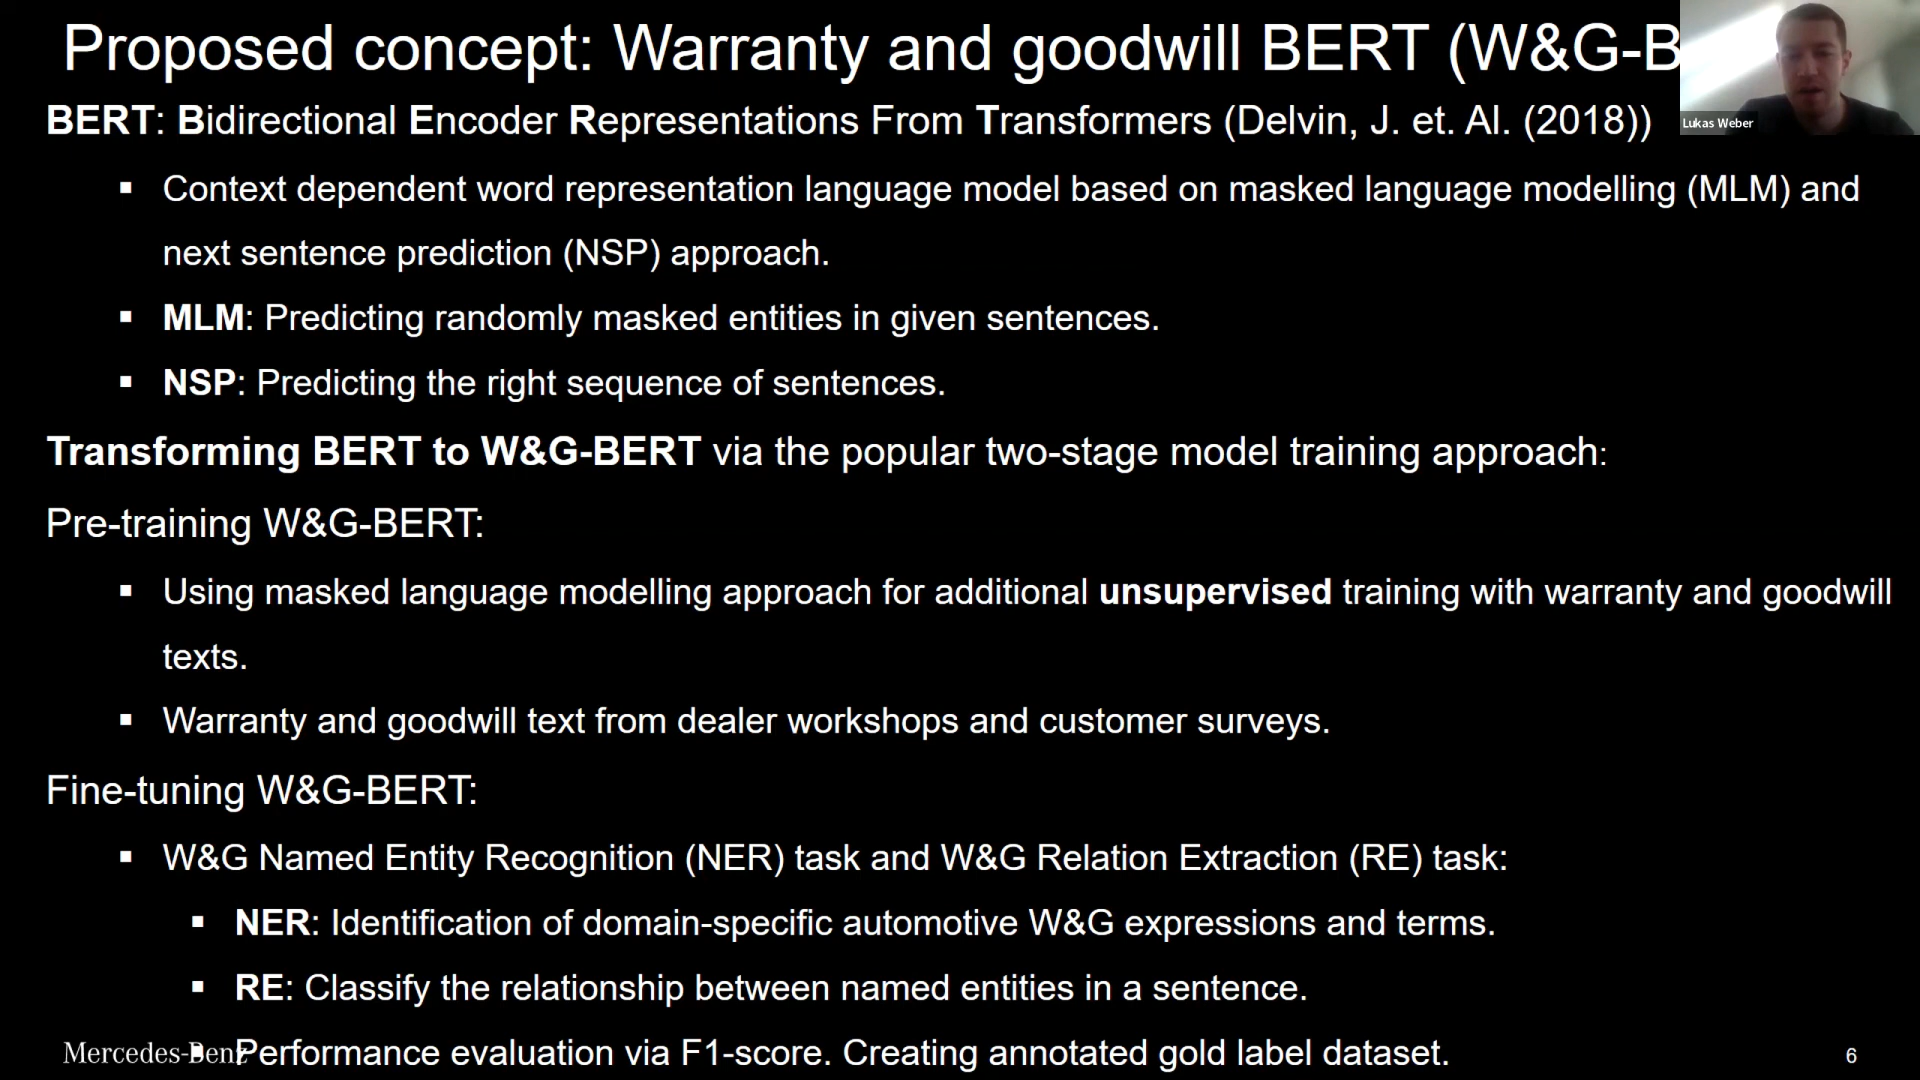 Proposed concept: Warranty and goodwill BERT (W&G-B
Lukas Weber
BERT: Bidirectional Encoder Representations From Transformers (Delvin, J. et. Al. (2018))
▪ Context dependent word representation language model based on masked language modelling (MLM) and
next sentence prediction (NSP) approach.
▪ MLM: Predicting randomly masked entities in given sentences.
▪ NSP: Predicting the right sequence of sentences.
Transforming BERT to W&G-BERT via the popular two-stage model training approach:
Pre-training W&G-BERT:
▪ Using masked language modelling approach for additional unsupervised training with warranty and goodwill
texts.
▪ Warranty and goodwill text from dealer workshops and customer surveys.
Fine-tuning W&G-BERT:
▪ W&G Named Entity Recognition (NER) task and W&G Relation Extraction (RE) task:
▪ NER: Identification of domain-specific automotive W&G expressions and terms.
▪ RE: Classify the relationship between named entities in a sentence.
▪ Performance evaluation via F1-score. Creating annotated gold label dataset.
Mercedes-Benz
6